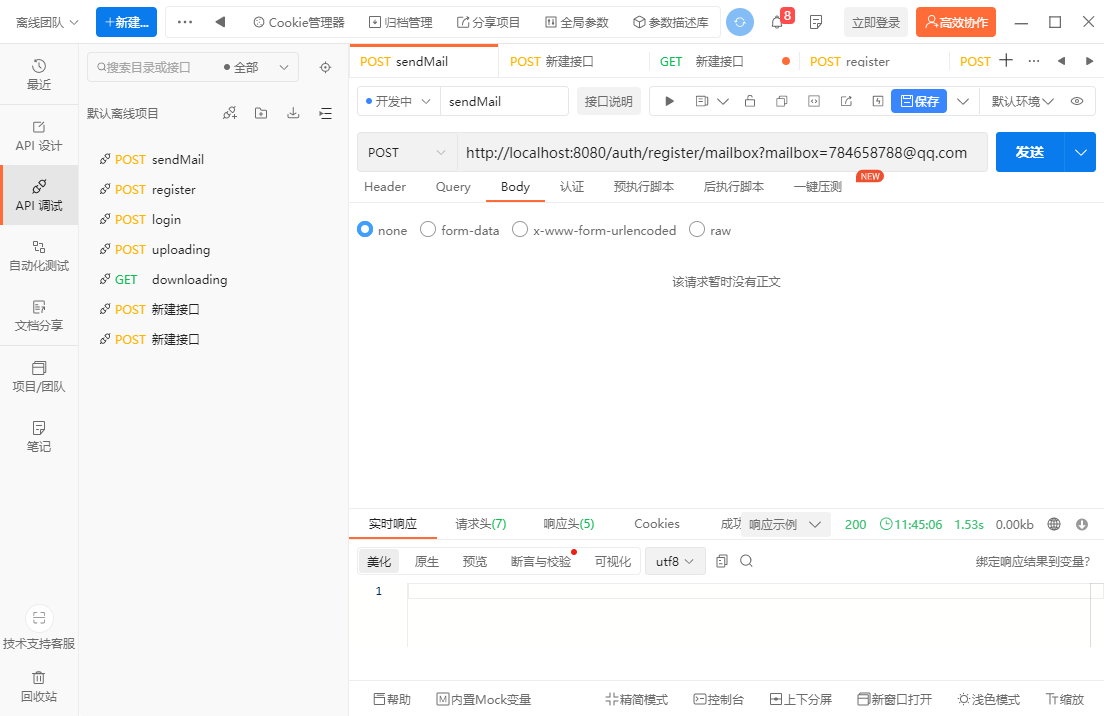 离线团队
+新建...
Cookie管理器
归档管理
分享项目
全局参数
参数描述库
8
立即登录
高效协作
最近
API 设计
API 调试
自动化测试
文档分享
项目/团队
笔记
技术支持客服
回收站
搜索目录或接口
全部
默认离线项目
POST sendMail
POST register
POST login
POST uploading
GET downloading
POST 新建接口
POST 新建接口
POST sendMail
POST 新建接口
GET 新建接口
POST register
POST
开发中
sendMail
接口说明
保存
默认环境
POST
http://localhost:8080/auth/register/mailbox?mailbox=784658788@qq.com
发送
Header
Query
Body
认证
预执行脚本
后执行脚本
一键压测
NEW
none
form-data
x-www-form-urlencoded
raw
该请求暂时没有正文
实时响应
请求头(7)
响应头(5)
Cookies
成功
响应示例
200
11:45:06
1.53s
0.00kb
美化
原生
预览
断言与校验
可视化
utf8
绑定响应结果到变量?
1
帮助
内置Mock变量
精简模式
控制台
上下分屏
新窗口打开
浅色模式
Tr缩放